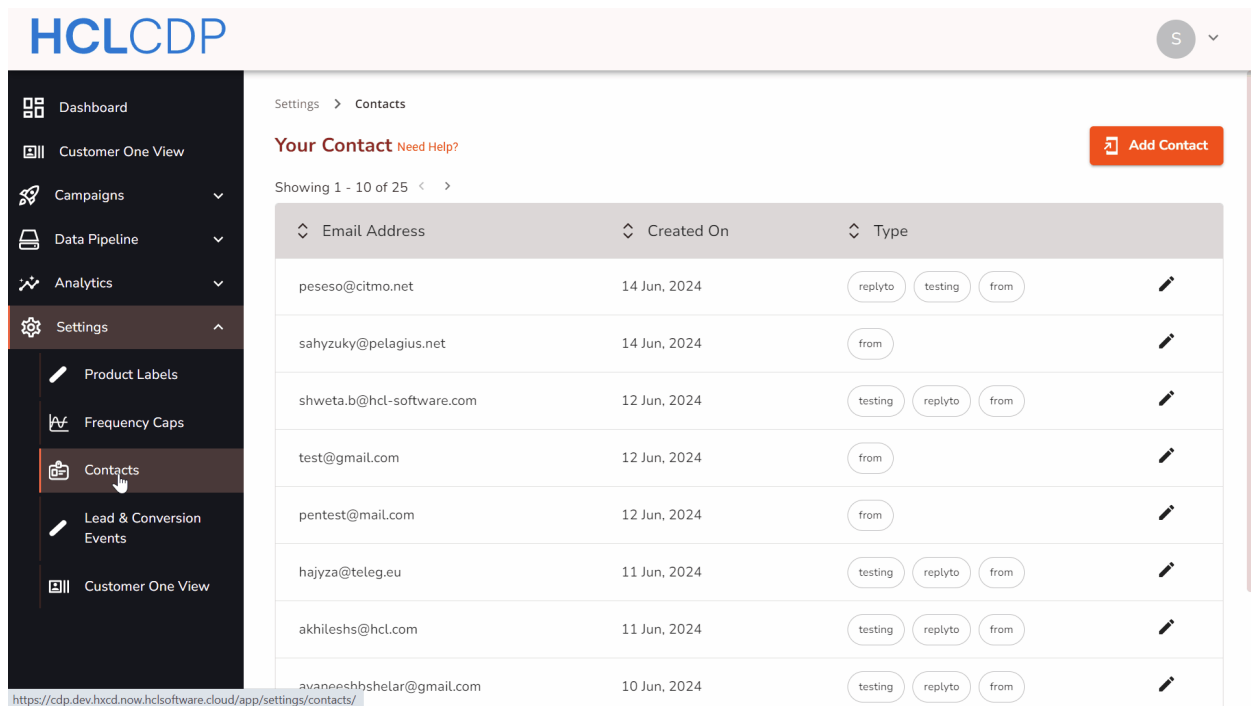 HCLCDP
S
Dashboard
Customer One View
Campaigns
Data Pipeline
Analytics
Settings
Product Labels
Frequency Caps
Contacts
Lead & Conversion
Events
Customer One View
Settings > Contacts
Your Contact Need Help?
Add Contact
Showing 1 - 10 of 25 < >
Email Address Created On Type
peseso@citmo.net 14 Jun, 2024 replyto testing from
sahyzuky@pelagius.net 14 Jun, 2024 from
shweta.b@hcl-software.com 12 Jun, 2024 testing replyto from
test@gmail.com 12 Jun, 2024 from
pentest@mail.com 12 Jun, 2024 from
hajyza@teleg.eu 11 Jun, 2024 testing replyto from
akhileshs@hcl.com 11 Jun, 2024 testing replyto from
avaneeshbshelar@gmail.com 10 Jun, 2024 testing replyto from
https://cdp.dev.hxcd.now.hclsoftware.cloud/app/settings/contacts/